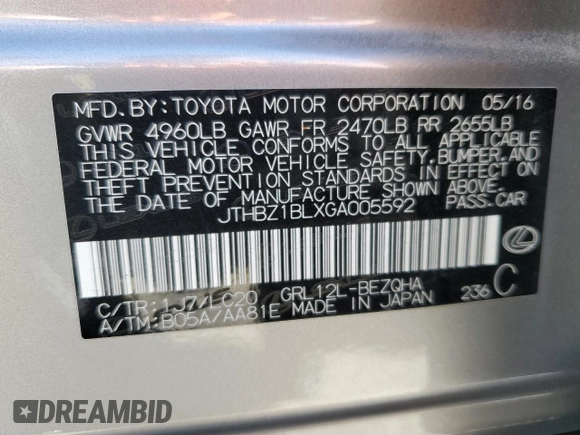 MFD. BY: TOYOTA MOTOR CORPORATION 05/16
GVWR 4960LB GAWR FR 2470LB RR 2655LB
THIS VEHICLE CONFORMS TO ALL APPLICABLE
FEDERAL MOTOR VEHICLE SAFETY, BUMPER, AND
THEFT PREVENTION STANDARDS IN EFFECT ON
THE DATE OF MANUFACTURE SHOWN ABOVE.
JTHBZ1BLXGA005592 PASS. CAR
C/TR: 1J7/LC20 GRL12L-BEZQHA
A/TM: B05A/AA81E MADE IN JAPAN 236 C
DREAMBID